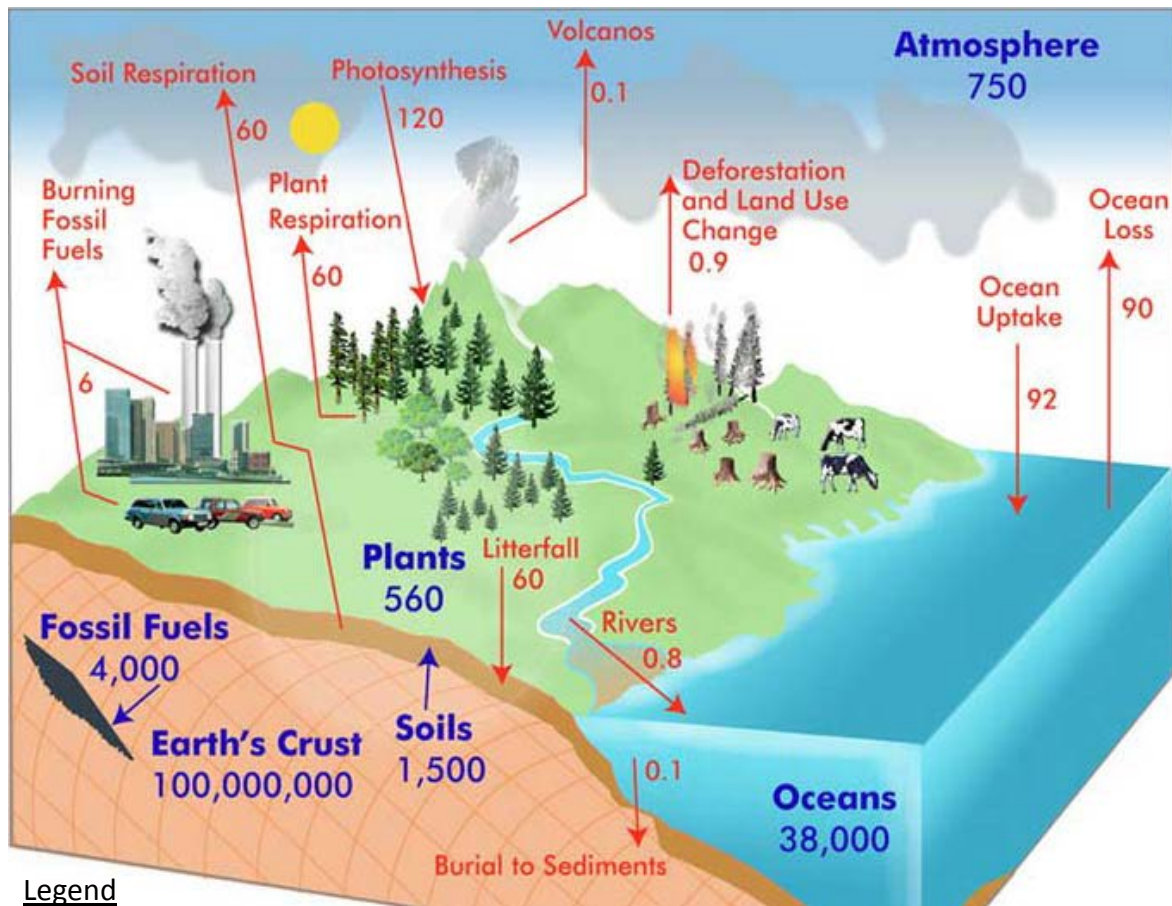 Volcanos
0.1
Atmosphere
750
Soil Respiration
60
Photosynthesis
120
Burning
Fossil
Fuels
6
Plant
Respiration
60
Deforestation
and Land Use
Change
0.9
Ocean
Loss
90
Ocean
Uptake
92
Plants
560
Litterfall
60
Rivers
0.8
Fossil Fuels
4,000
Earth's Crust
100,000,000
Soils
1,500
0.1
Burial to Sediments
Oceans
38,000
Legend